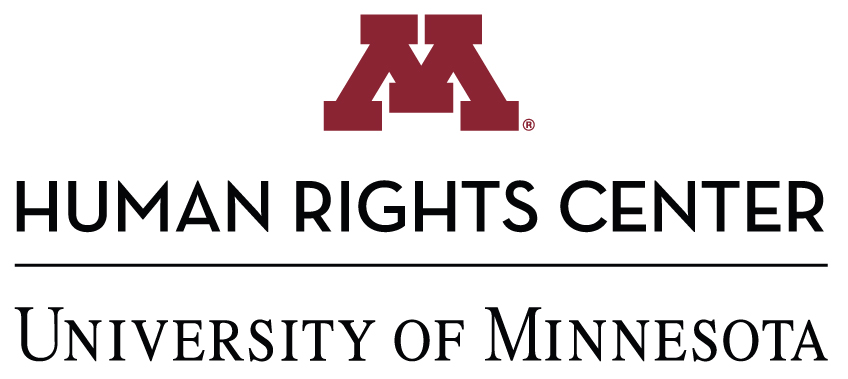 M®
HUMAN RIGHTS CENTER
UNIVERSITY OF MINNESOTA